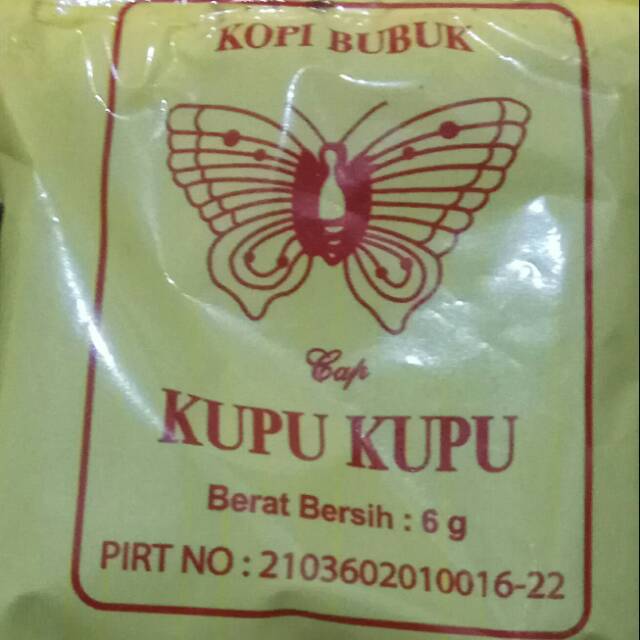 KOPI BUBUK
Cap
KUPU KUPU
Berat Bersih : 6 g
PIRT NO : 2103602010016-22